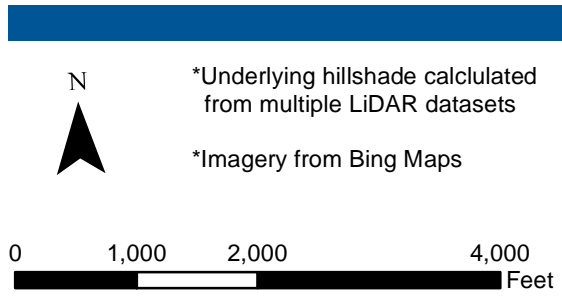 N
*Underlying hillshade calclulated
from multiple LiDAR datasets
*Imagery from Bing Maps
0 1,000 2,000 4,000
Feet